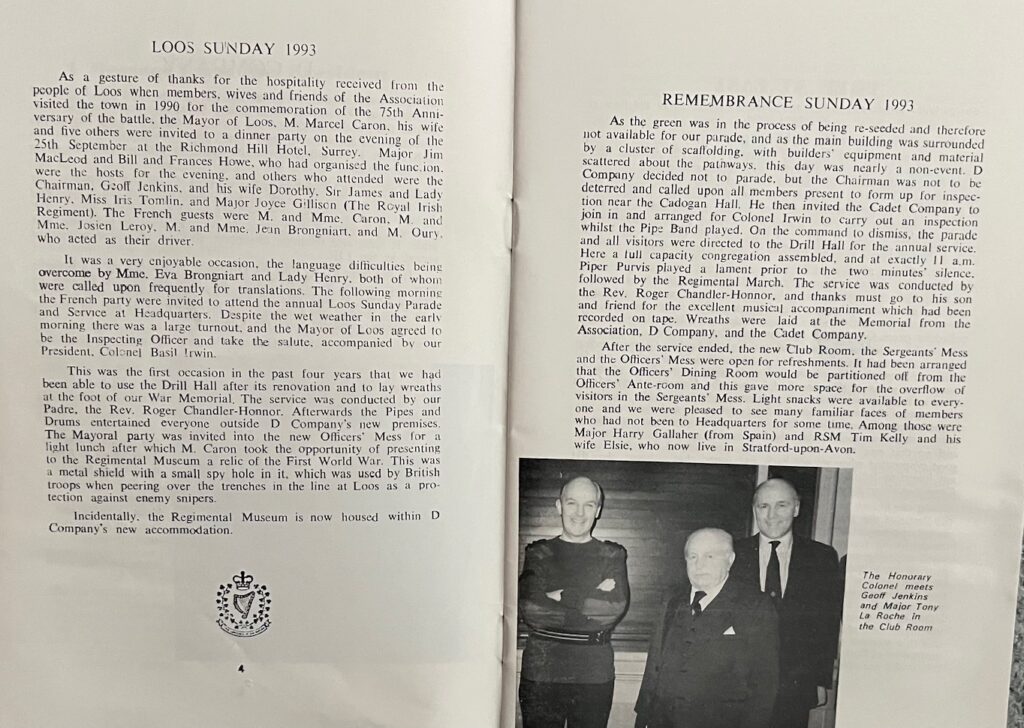 LOOS SUNDAY 1993
As a gesture of thanks for the hospitality received from the
people of Loos when members, wives and friends of the Association
visited the town in 1990 for the commemoration of the 75th Anni-
versary of the battle, the Mayor of Loos, M. Marcel Caron, his wife
and five others were invited to a dinner party on the evening of the
25th September at the Richmond Hill Hotel, Surrey. Major Jim
MacLeod and Bill and Frances Howe, who had organised the function,
were the hosts for the evening, and others who attended were the
Chairman, Geoff Jenkins, and his wife Dorothy, Sir James and Lady
Henry, Miss Iris Tomlin, and Major Joyce Gillisen (The Royal Irish
Regiment). The French guests were M. and Mme. Caron, M. and
Mme. Josien Leroy, M. and Mme. Jean Brongniart, and M. Oury,
who acted as their driver.
It was a very enjoyable occasion, the language difficulties being
overcome by Mme. Eva Brongniart and Lady Henry, both of whom
were called upon frequently for translations. The following morning
the French party were invited to attend the annual Loos Sunday Parade
and Service at Headquarters. Despite the wet weather in the early
morning there was a large turnout, and the Mayor of Loos agreed to
be the Inspecting Officer and take the salute, accompanied by our
President, Colonel Basil Irwin.
This was the first occasion in the past four years that we had
been able to use the Drill Hall after its renovation and to lay wreaths
at the foot of our War Memorial. The service was conducted by our
Padre, the Rev. Roger Chandler-Honnor. Afterwards the Pipes and
Drums entertained everyone outside D Company's new premises.
The Mayoral party was invited into the new Officers' Mess for a
light lunch after which M. Caron took the opportunity of presenting
to the Regimental Museum a relic of the First World War. This was
a metal shield with a small spy hole in it, which was used by British
troops when peering over the trenches in the line at Loos as a pro-
tection against enemy snipers.
Incidentally, the Regimental Museum is now housed within D
Company's new accommodation.
4
REMEMBRANCE SUNDAY 1993
As the green was in the process of being re-seeded and therefore
not available for our parade, and as the main building was surrounded
by a cluster of scaffolding, with builders' equipment and material
scattered about the pathways, this day was nearly a non-event. D
Company decided not to parade, but the Chairman was not to be
deterred and called upon all members present to form up for inspec-
tion near the Cadogan Hall. He then invited the Cadet Company to
join in and arranged for Colonel Irwin to carry out an inspection
whilst the Pipe Band played. On the command to dismiss, the parade
and all visitors were directed to the Drill Hall for the annual service.
Here a full capacity congregation assembled, and at exactly 11 a.m.
Piper Purvis played a lament prior to the two minutes' silence,
followed by the Regimental March. The service was conducted by
the Rev. Roger Chandler-Honnor, and thanks must go to his son
and friend for the excellent musical accompaniment which had been
recorded on tape. Wreaths were laid at the Memorial from the
Association, D Company, and the Cadet Company.
After the service ended, the new Club Room, the Sergeants' Mess
and the Officers' Mess were open for refreshments. It had been arranged
that the Officers' Dining Room would be partitioned off from the
Officers' Ante-room and this gave more space for the overflow of
visitors in the Sergeants' Mess. Light snacks were available to every-
one and we were pleased to see many familiar faces of members
who had not been to Headquarters for some time. Among those were
Major Harry Gallaher (from Spain) and RSM Tim Kelly and his
wife Elsie, who now live in Stratford-upon-Avon.
The Honorary
Colonel meets
Geoff Jenkins
and Major Tony
La Roche in
the Club Room